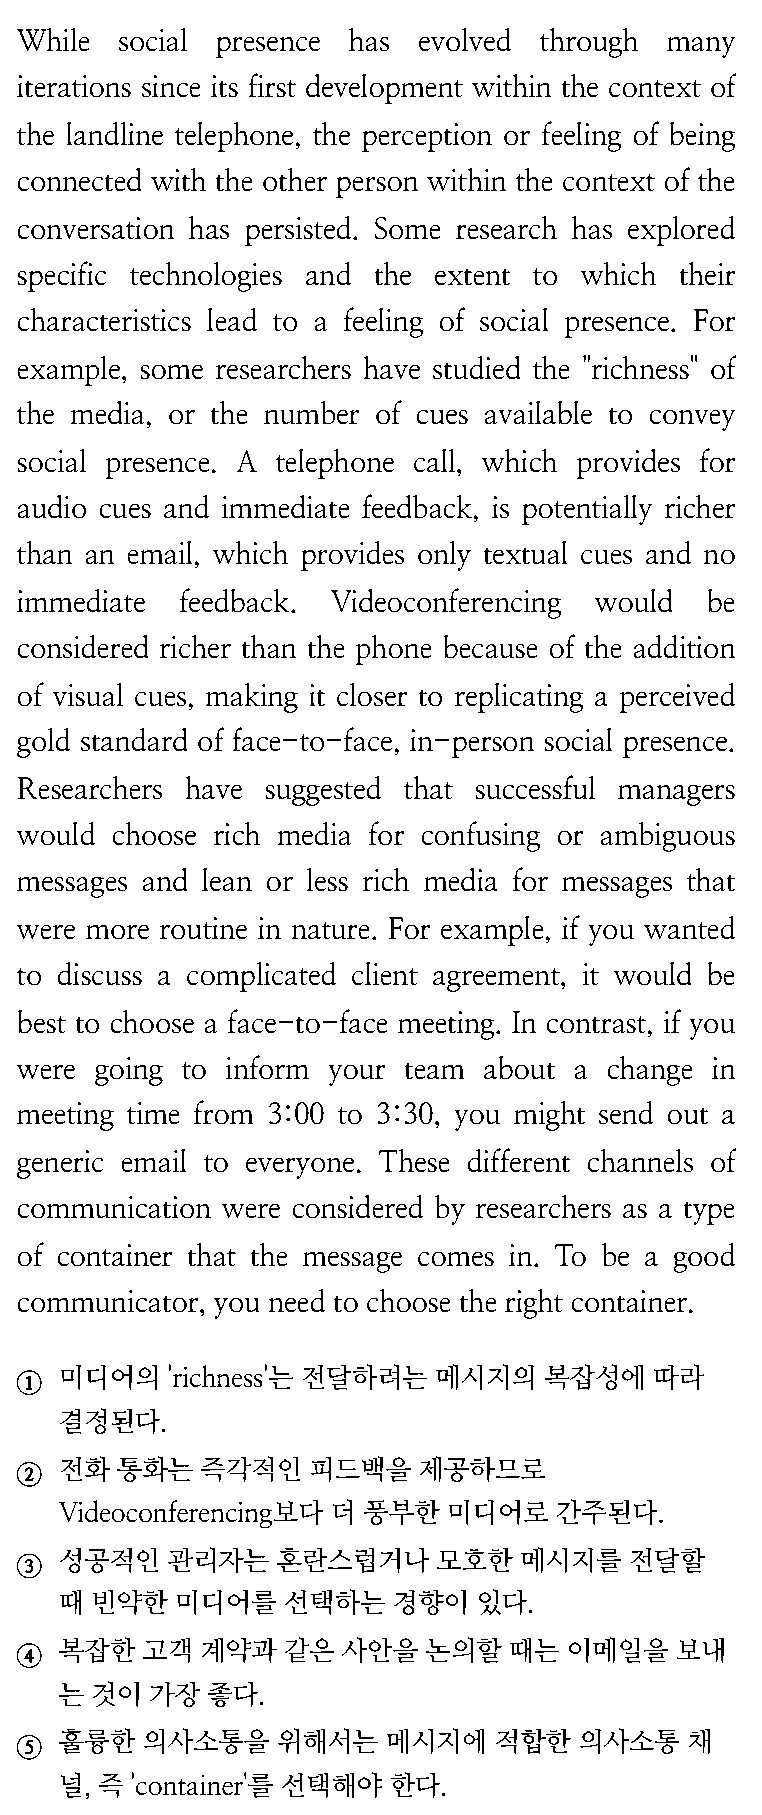 While social presence has evolved through many
iterations since its first development within the context of
the landline telephone, the perception or feeling of being
connected with the other person within the context of the
conversation has persisted. Some research has explored
specific technologies and the extent to which their
characteristics lead to a feeling of social presence. For
example, some researchers have studied the "richness" of
the media, or the number of cues available to convey
social presence. A telephone call, which provides for
audio cues and immediate feedback, is potentially richer
than an email, which provides only textual cues and no
immediate feedback. Videoconferencing would be
considered richer than the phone because of the addition
of visual cues, making it closer to replicating a perceived
gold standard of face-to-face, in-person social presence.
Researchers have suggested that successful managers
would choose rich media for confusing or ambiguous
messages and lean or less rich media for messages that
were more routine in nature. For example, if you wanted
to discuss a complicated client agreement, it would be
best to choose a face-to-face meeting. In contrast, if you
were going to inform your team about a change in
meeting time from 3:00 to 3:30, you might send out a
generic email to everyone. These different channels of
communication were considered by researchers as a type
of container that the message comes in. To be a good
communicator, you need to choose the right container.
① 미디어의 'richness'는 전달하려는 메시지의 복잡성에 따라
결정된다.
② 전화 통화는 즉각적인 피드백을 제공하므로
Videoconferencing보다 더 풍부한 미디어로 간주된다.
③ 성공적인 관리자는 혼란스럽거나 모호한 메시지를 전달할
때 빈약한 미디어를 선택하는 경향이 있다.
④ 복잡한 고객 계약과 같은 사안을 논의할 때는 이메일을 보내
는 것이 가장 좋다.
⑤ 훌륭한 의사소통을 위해서는 메시지에 적합한 의사소통 채
널, 즉 'container'를 선택해야 한다.